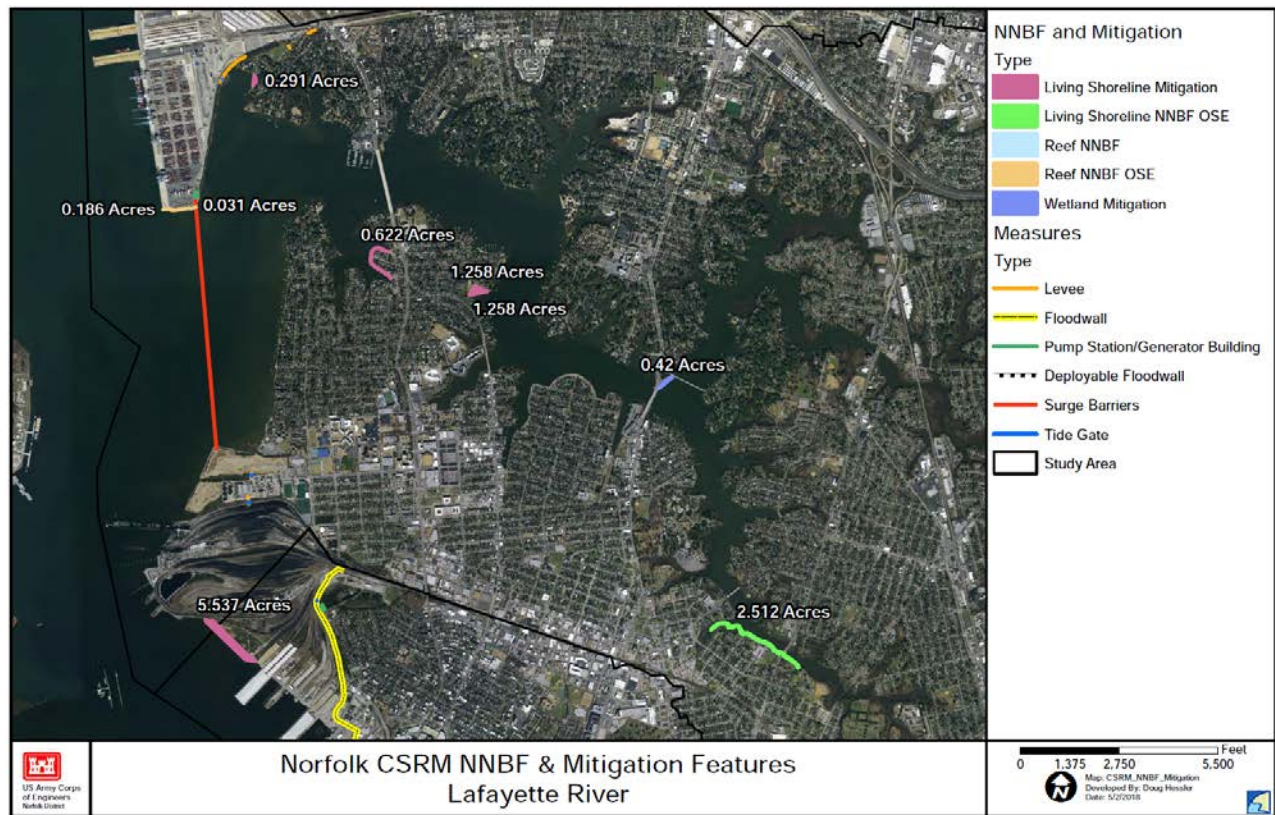 0.291 Acres
0.186 Acres
0.031 Acres
0.622 Acres
1.258 Acres
1.258 Acres
0.42 Acres
5.537 Acres
2.512 Acres
NNBF and Mitigation
Type
Living Shoreline Mitigation
Living Shoreline NNBF OSE
Reef NNBF
Reef NNBF OSE
Wetland Mitigation
Measures
Type
Levee
Floodwall
Pump Station/Generator Building
Deployable Floodwall
Surge Barriers
Tide Gate
Study Area
US Army Corps
of Engineers
Norfolk District
Norfolk CSRM NNBF & Mitigation Features
Lafayette River
Feet
0 1,375 2,750 5,500
N
Map: CSRM_NNBF_Mitigation
Developed By: Doug Hessler
Date: 5/2/2018